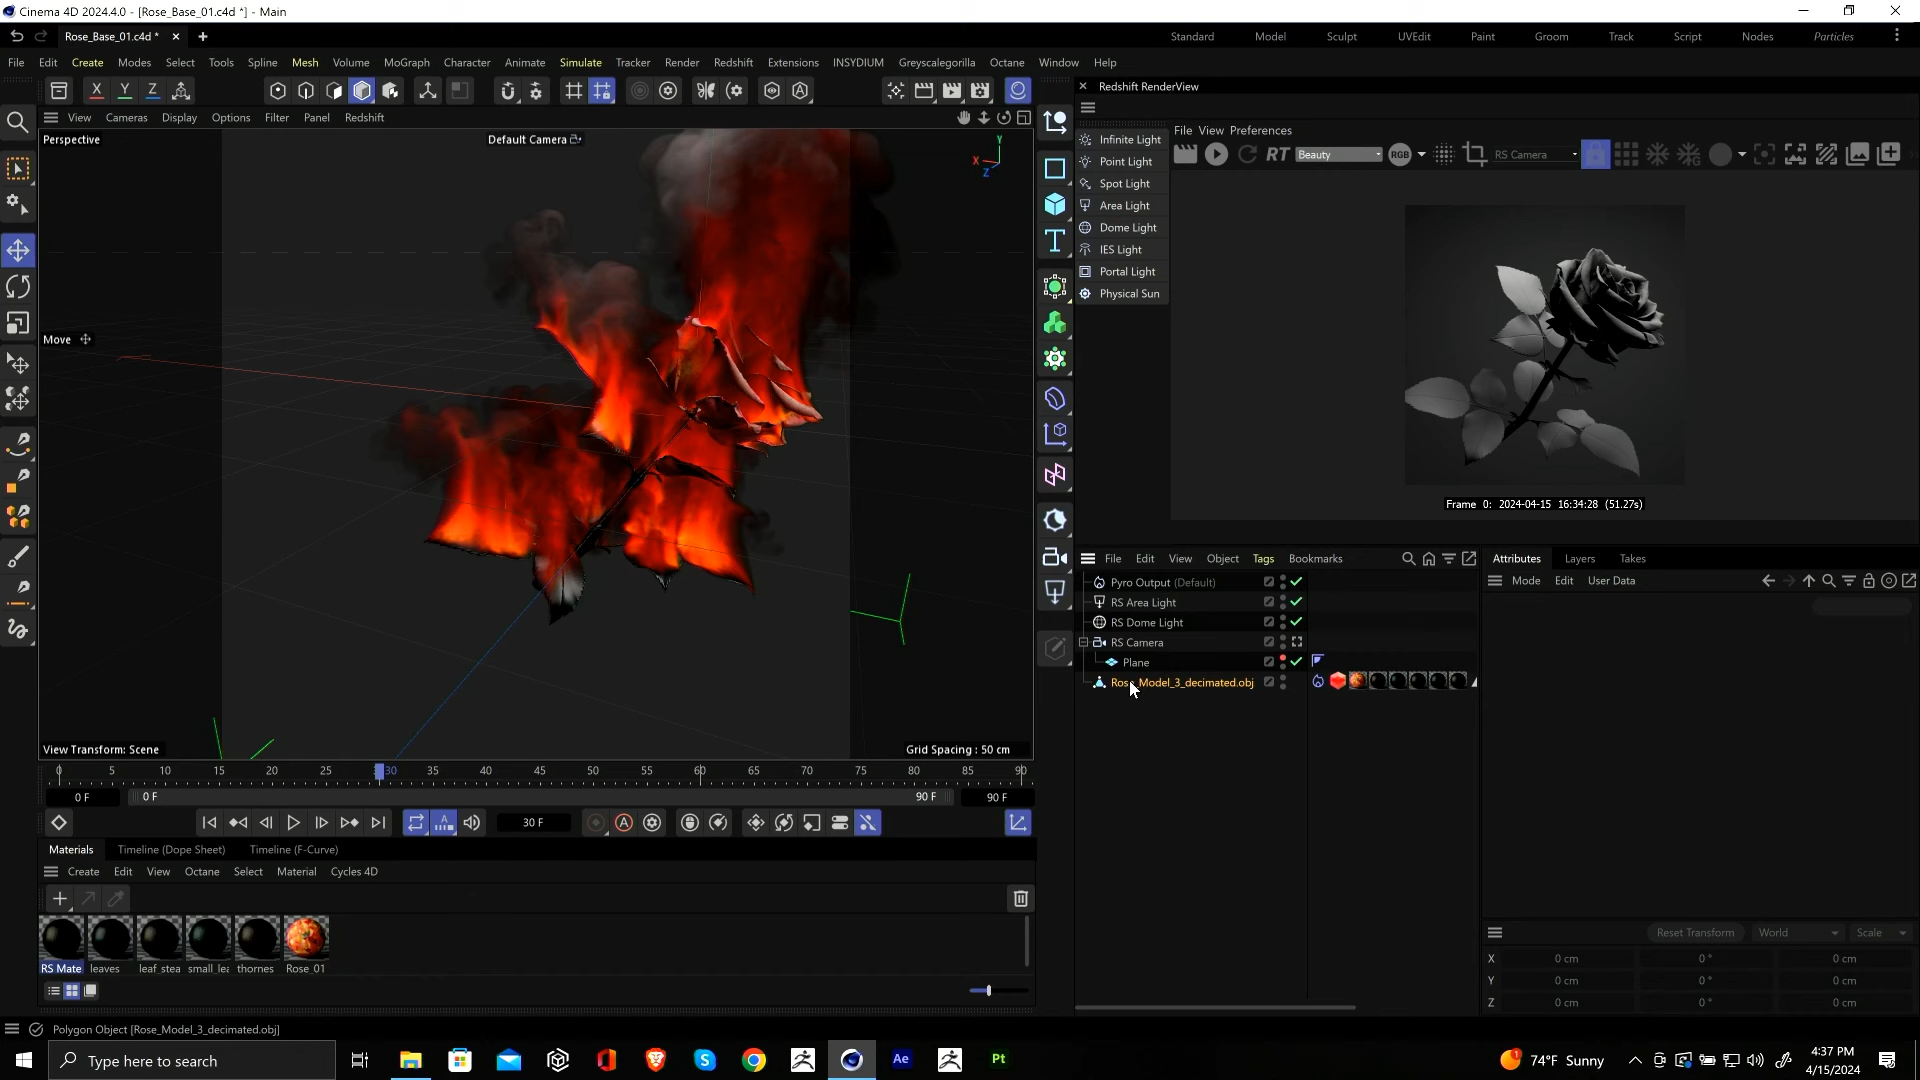 Cinema 4D 2024.4.0 - [Rose_Base_01.c4d *] - Main
Rose_Base_01.c4d * Standard Model Sculpt UVEdit Paint Groom Track Script Nodes Particles
File Edit Create Modes Select Tools Spline Mesh Volume MoGraph Character Animate Simulate Tracker Render Redshift Extensions INSYDIUM Greyscalegorilla Octane Window Help
X Y Z
Redshift RenderView
View Cameras Display Options Filter Panel Redshift
Perspective
Default Camera
Y
X
Z
Move
View Transform: Scene
Grid Spacing : 50 cm
Infinite Light
Point Light
Spot Light
Area Light
Dome Light
IES Light
Portal Light
Physical Sun
File View Preferences
RT Beauty RGB RS Camera
Frame 0: 2024-04-15 16:34:28 (51.27s)
File Edit View Object Tags Bookmarks
Pyro Output (Default)
RS Area Light
RS Dome Light
RS Camera
Plane
Model_3_decimated.obj
Attributes Layers Takes
Mode Edit User Data
Reset Transform World Scale
X 0 cm 0 ° 0 cm
Y 0 cm 0 ° 0 cm
Z 0 cm 0 ° 0 cm
0 5 10 15 20 25 30 35 40 45 50 55 60 65 70 75 80 85 90
0 F 0 F 90 F 90 F
30 F
Materials Timeline (Dope Sheet) Timeline (F-Curve)
Create Edit View Octane Select Material Cycles 4D
RS Mate leaves leaf_stea small_lea thornes Rose_01
Polygon Object [Rose_Model_3_decimated.obj]
Type here to search
Ae
Pt
74°F Sunny
4:37 PM
4/15/2024